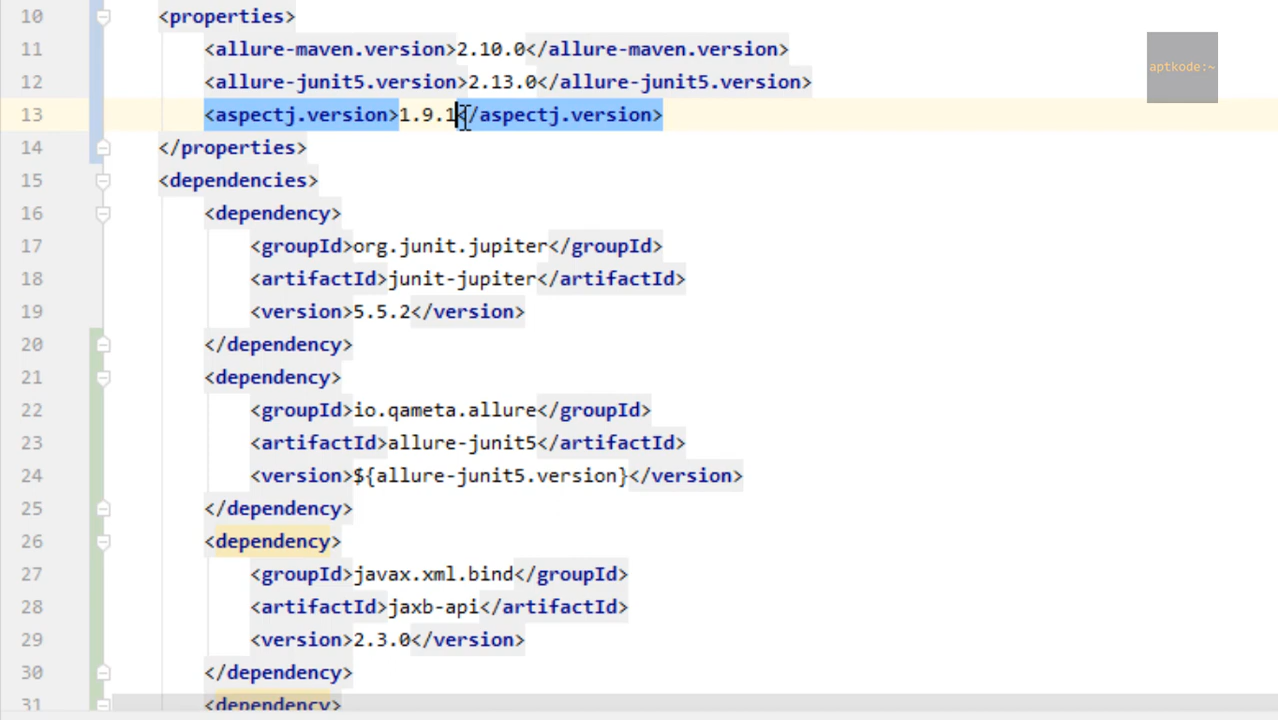 10 <properties>
11 <allure-maven.version>2.10.0</allure-maven.version>
12 <allure-junit5.version>2.13.0</allure-junit5.version>
13 <aspectj.version>1.9.1</aspectj.version>
14 </properties>
15 <dependencies>
16 <dependency>
17 <groupId>org.junit.jupiter</groupId>
18 <artifactId>junit-jupiter</artifactId>
19 <version>5.5.2</version>
20 </dependency>
21 <dependency>
22 <groupId>io.qameta.allure</groupId>
23 <artifactId>allure-junit5</artifactId>
24 <version>${allure-junit5.version}</version>
25 </dependency>
26 <dependency>
27 <groupId>javax.xml.bind</groupId>
28 <artifactId>jaxb-api</artifactId>
29 <version>2.3.0</version>
30 </dependency>
31 <dependency>
aptkode:~